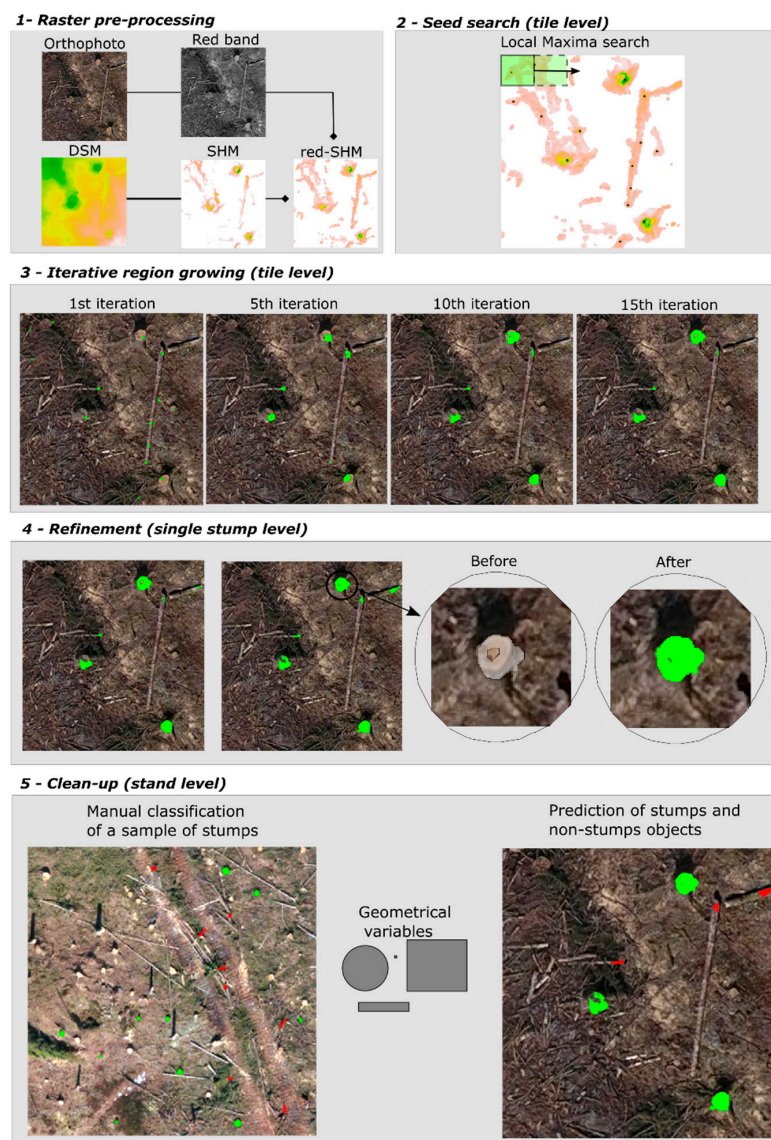 1- Raster pre-processing
Orthophoto
Red band
DSM
SHM
red-SHM
2 - Seed search (tile level)
Local Maxima search
3 - Iterative region growing (tile level)
1st iteration
5th iteration
10th iteration
15th iteration
4 - Refinement (single stump level)
Before
After
5 - Clean-up (stand level)
Manual classification
of a sample of stumps
Geometrical
variables
Prediction of stumps and
non-stumps objects